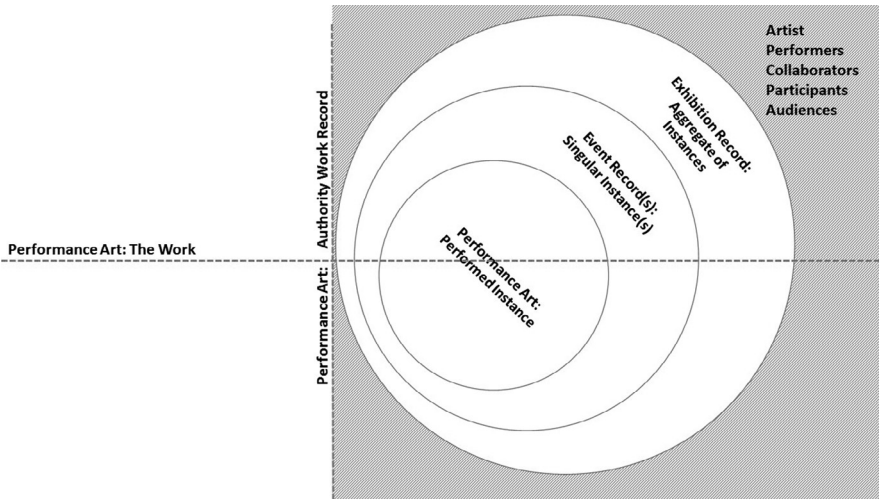 Artist
Performers
Collaborators
Participants
Audiences
Exhibition Record:
Aggregate of
Instances
Event Record(s):
Singular Instance(s)
Performance Art:
Performed Instance
Performance Art: The Work
Performance Art: Authority Work Record